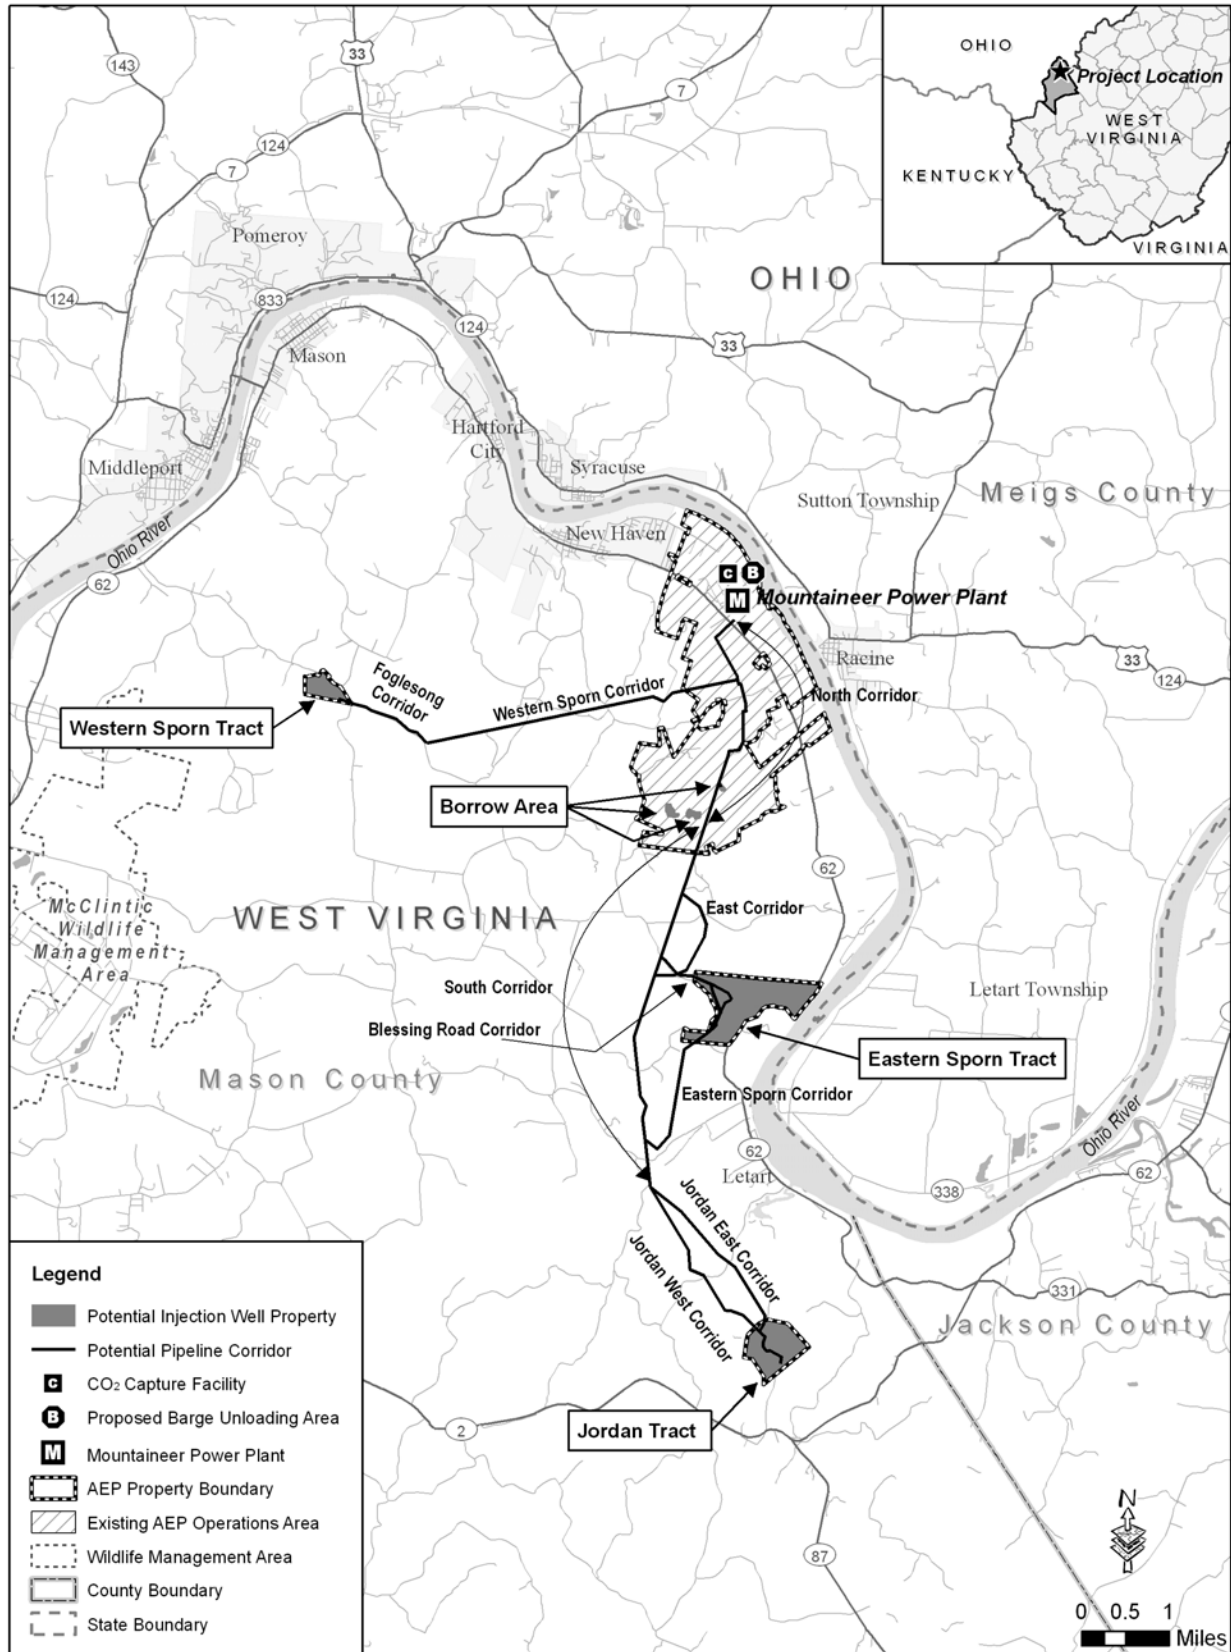 143
33
7
124
7
Pomeroy
124
833
Mason
124
OHIO
33
Middleport
Hartford
City
Syracuse
Sutton Township
Meigs County
New Haven
Ohio River
62
C
B
M
Mountaineer Power Plant
Racine
33
124
Foglesong
Corridor
Western Sporn Corridor
North Corridor
Western Sporn Tract
Borrow Area
62
McClintic
Wildlife
Management
Area
WEST VIRGINIA
East Corridor
South Corridor
Letart Township
Blessing Road Corridor
Eastern Sporn Tract
Mason County
Eastern Sporn Corridor
Ohio River
62
62
Letart
338
Jordan East Corridor
Jordan West Corridor
331
Jackson County
2
Jordan Tract
87
OHIO
Project Location
WEST
VIRGINIA
KENTUCKY
VIRGINIA
Legend
Potential Injection Well Property
Potential Pipeline Corridor
C CO₂ Capture Facility
B Proposed Barge Unloading Area
M Mountaineer Power Plant
AEP Property Boundary
Existing AEP Operations Area
Wildlife Management Area
County Boundary
State Boundary
N
0 0.5 1
Miles